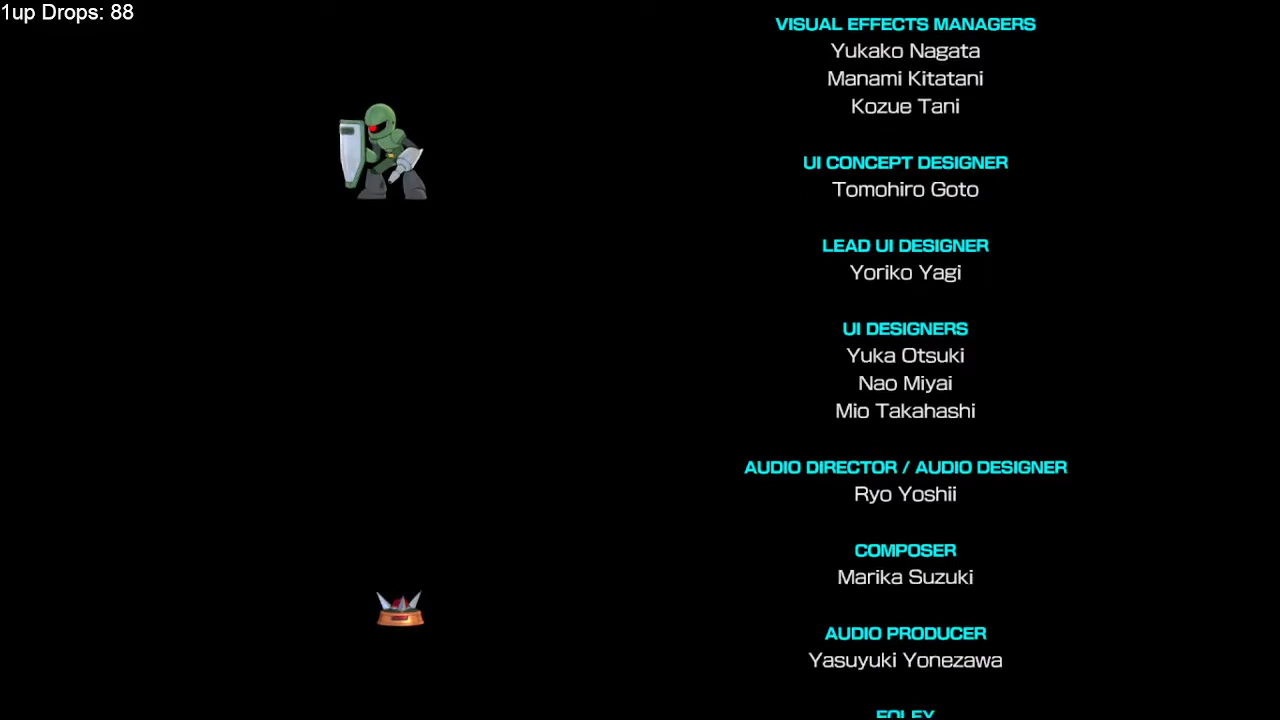 1up Drops: 88
VISUAL EFFECTS MANAGERS
Yukako Nagata
Manami Kitatani
Kozue Tani
UI CONCEPT DESIGNER
Tomohiro Goto
LEAD UI DESIGNER
Yoriko Yagi
UI DESIGNERS
Yuka Otsuki
Nao Miyai
Mio Takahashi
AUDIO DIRECTOR / AUDIO DESIGNER
Ryo Yoshii
COMPOSER
Marika Suzuki
AUDIO PRODUCER
Yasuyuki Yonezawa
FOLEY